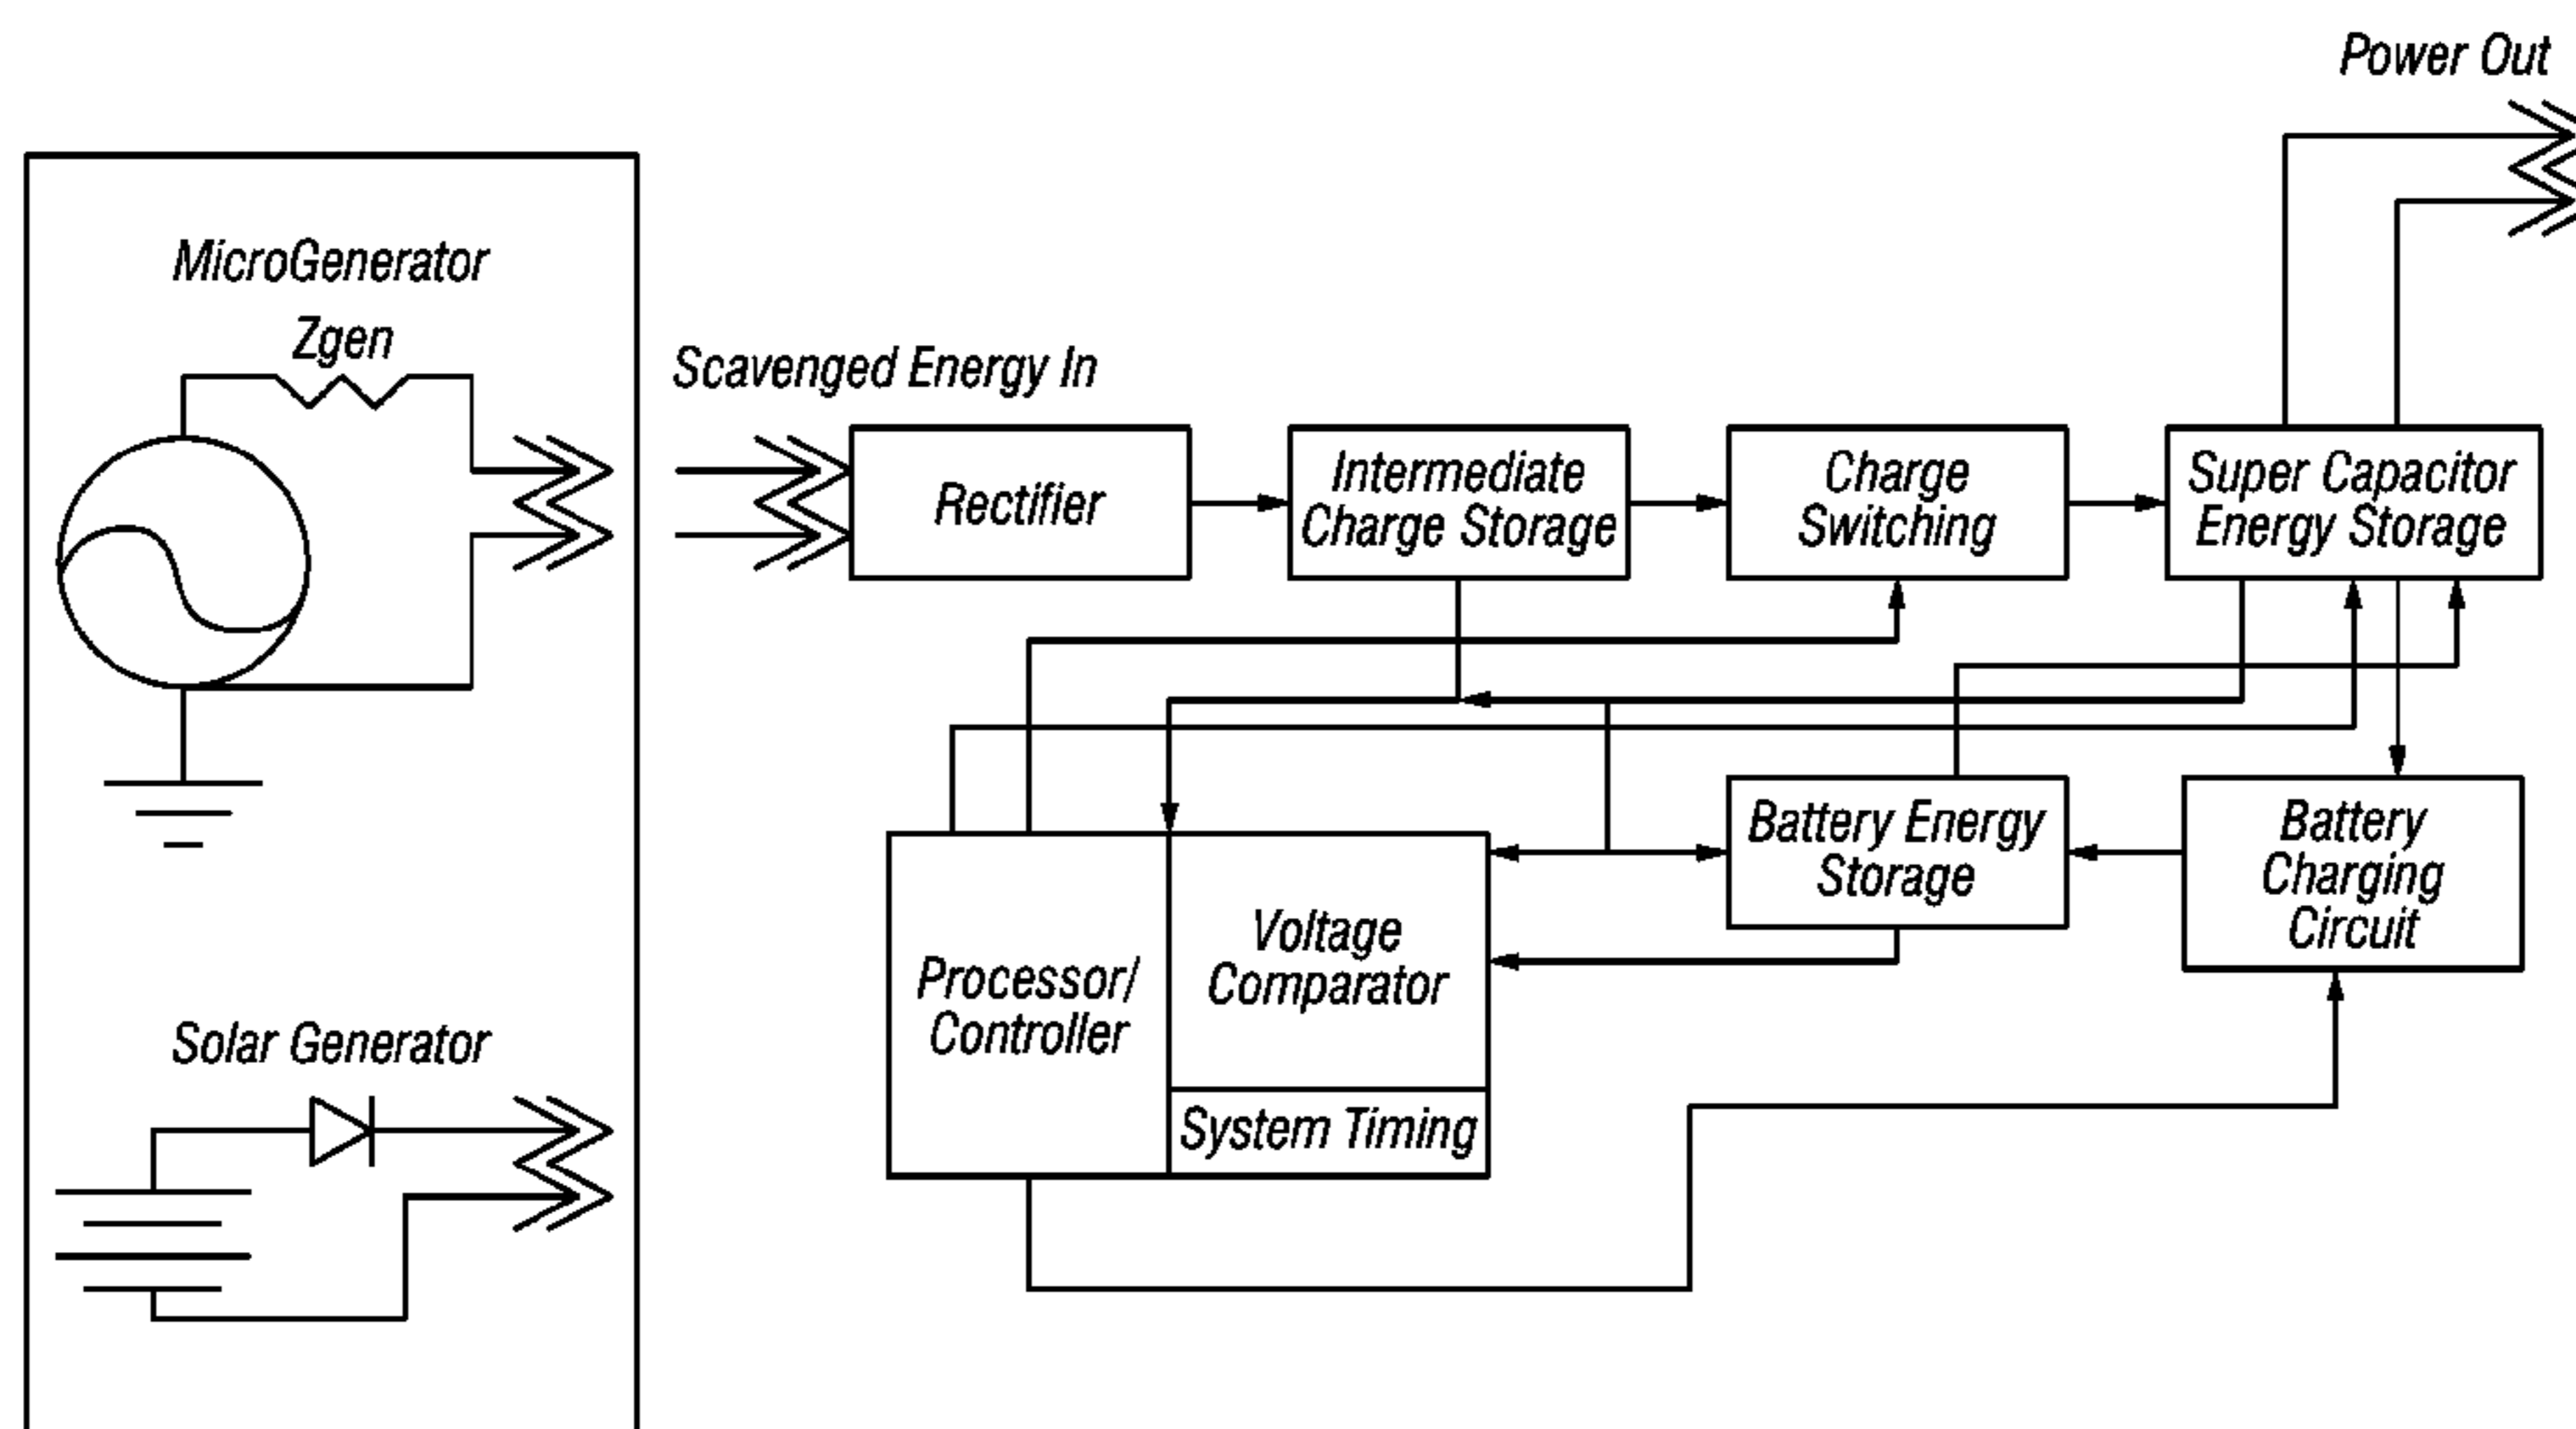 Power Out
MicroGenerator
Zgen
Scavenged Energy In
Rectifier
Intermediate
Charge Storage
Charge
Switching
Super Capacitor
Energy Storage
Battery Energy
Storage
Battery
Charging
Circuit
Processor/
Controller
Voltage
Comparator
System Timing
Solar Generator